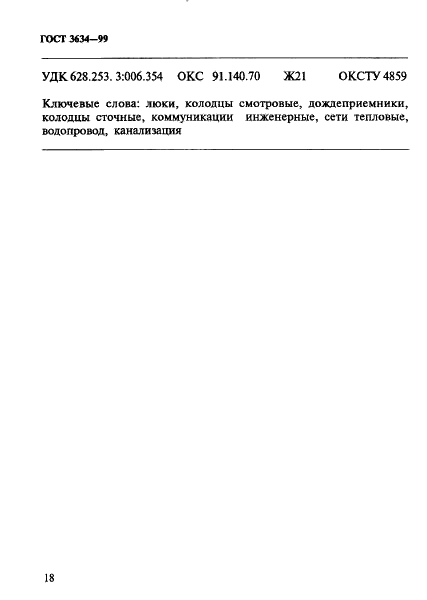 ГОСТ 3634—99
УДК 628.253. 3:006.354 ОКС 91.140.70 Ж21 ОКСТУ 4859
Ключевые слова: люки, колодцы смотровые, дождеприемники,
колодцы сточные, коммуникации инженерные, сети тепловые,
водопровод, канализация
18